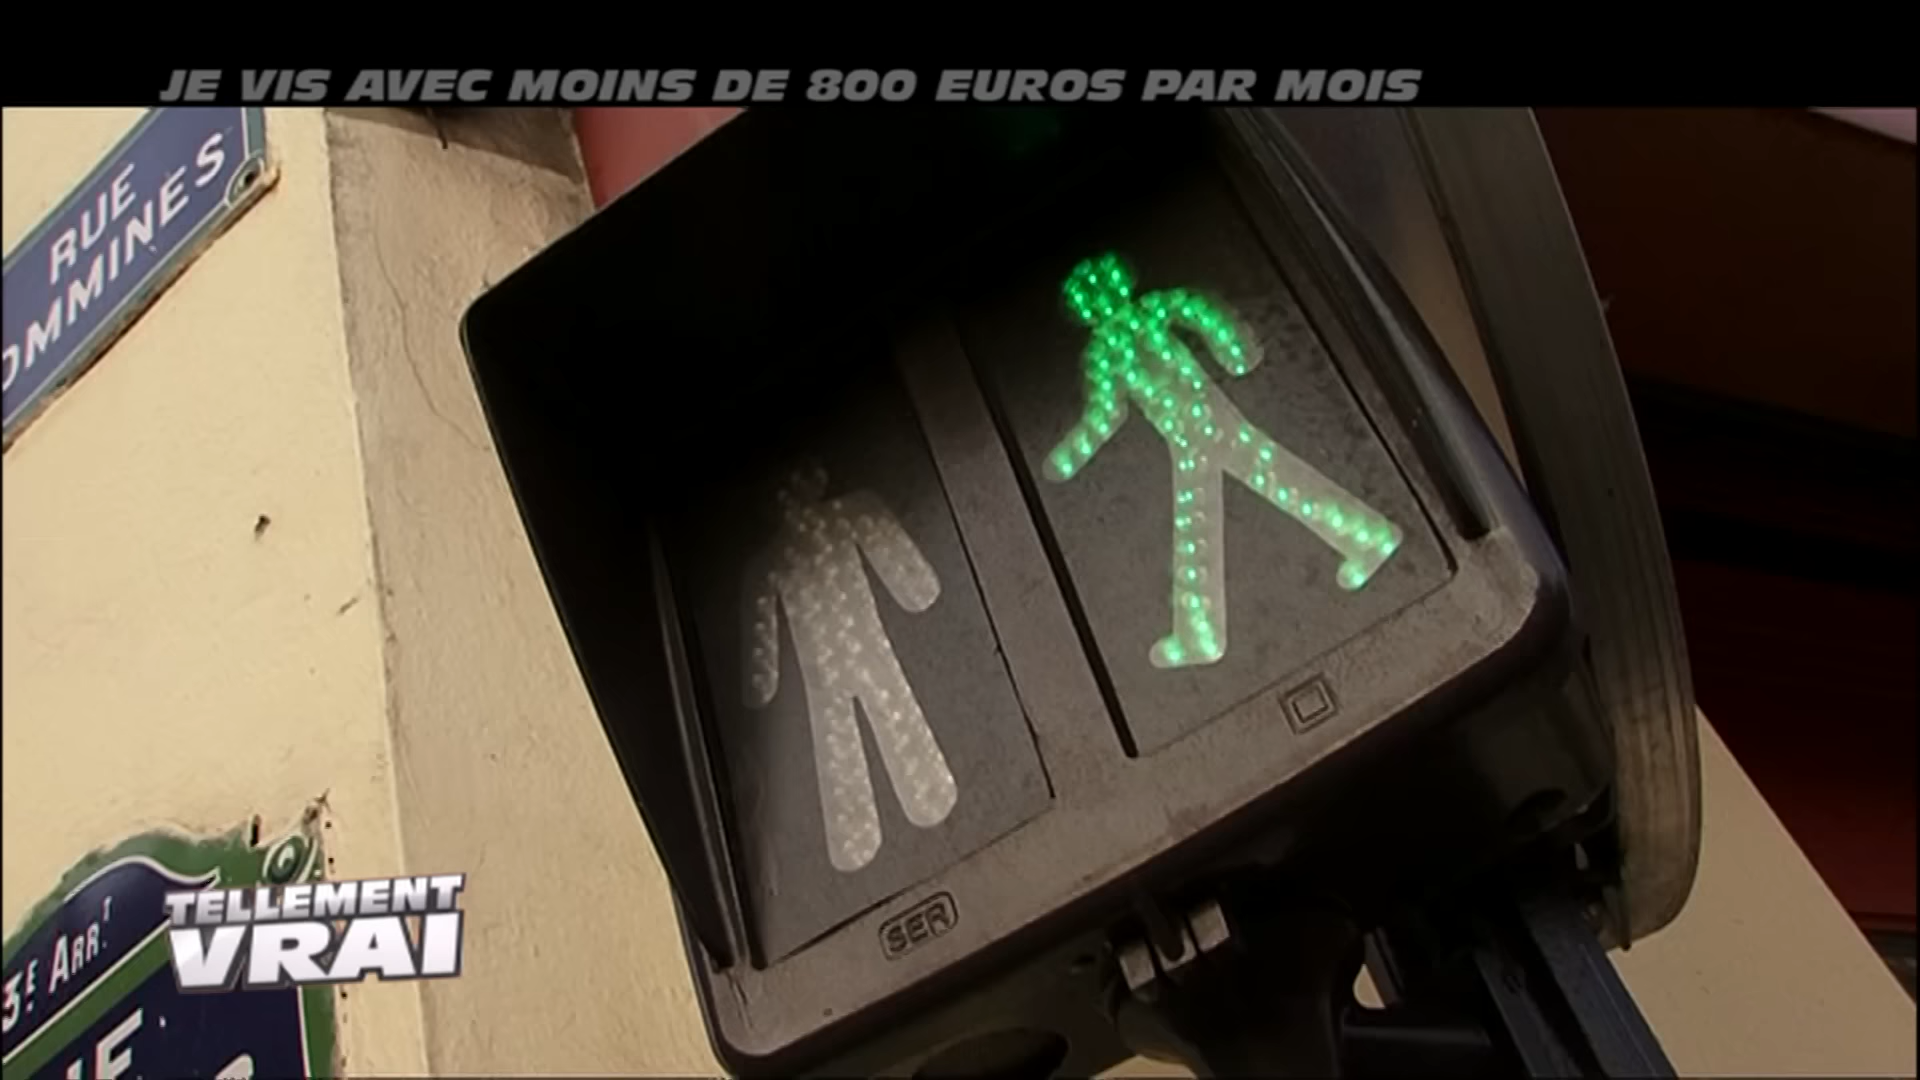 JE VIS AVEC MOINS DE 800 EUROS PAR MOIS
RUE
OMMINES
TELLEMENT
VRAI
3E ARRT
SER